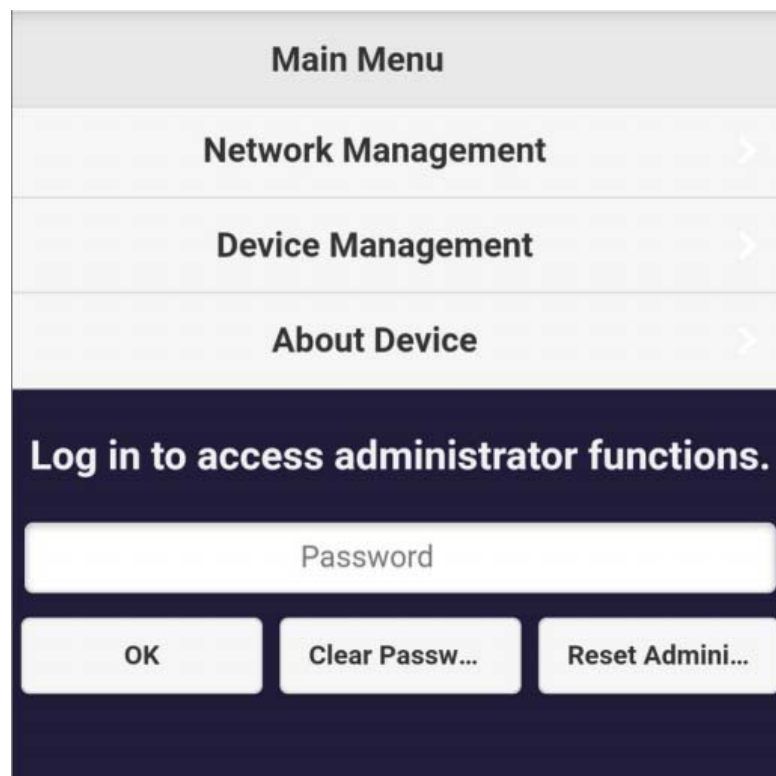 Main Menu
Network Management
Device Management
About Device
Log in to access administrator functions.
Password
OK
Clear Passw...
Reset Admini...